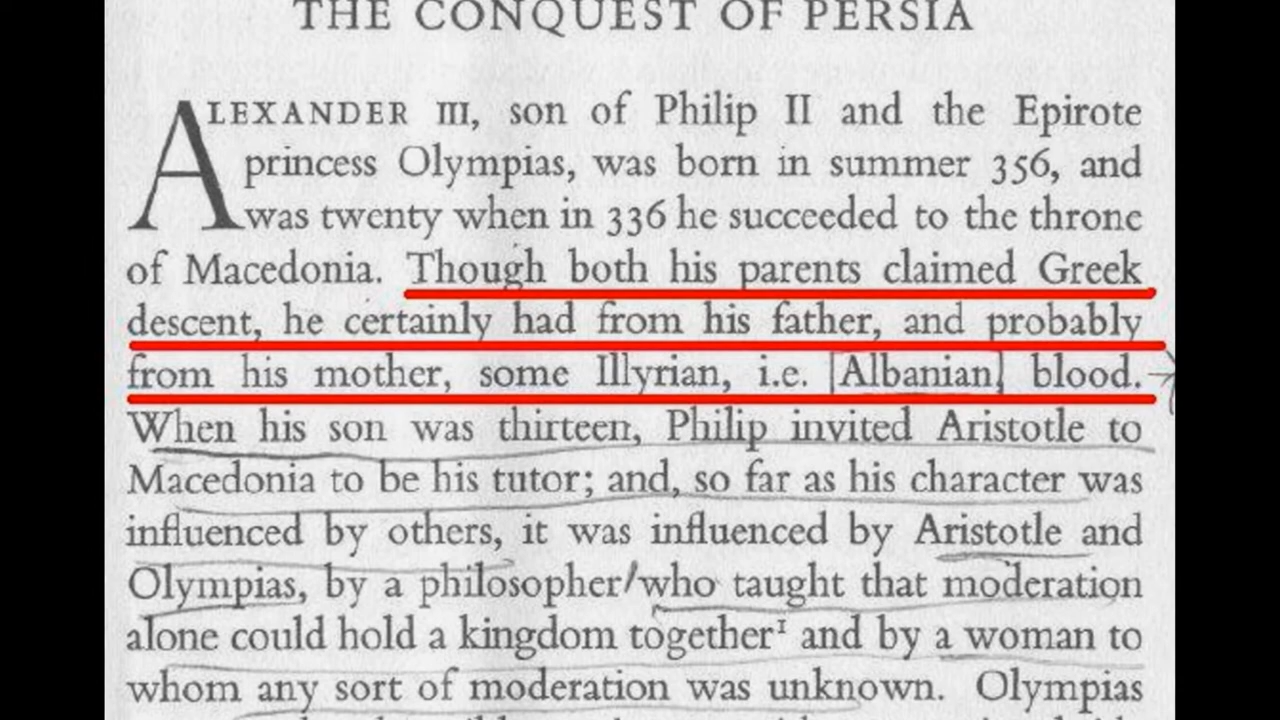 THE CONQUEST OF PERSIA
ALEXANDER III, son of Philip II and the Epirote
princess Olympias, was born in summer 356, and
was twenty when in 336 he succeeded to the throne
of Macedonia. Though both his parents claimed Greek
descent, he certainly had from his father, and probably
from his mother, some Illyrian, i.e. Albanian blood.
When his son was thirteen, Philip invited Aristotle to
Macedonia to be his tutor; and, so far as his character was
influenced by others, it was influenced by Aristotle and
Olympias, by a philosopher who taught that moderation
alone could hold a kingdom together¹ and by a woman to
whom any sort of moderation was unknown. Olympias